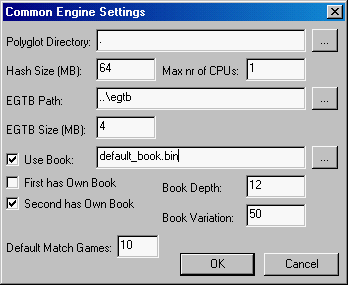 Common Engine Settings
Polyglot Directory: . ...
Hash Size (MB): 64 Max nr of CPUs: 1
EGTB Path: ..\egtb ...
EGTB Size (MB): 4
Use Book: default_book.bin ...
First has Own Book Book Depth: 12
Second has Own Book
Book Variation: 50
Default Match Games: 10
OK Cancel